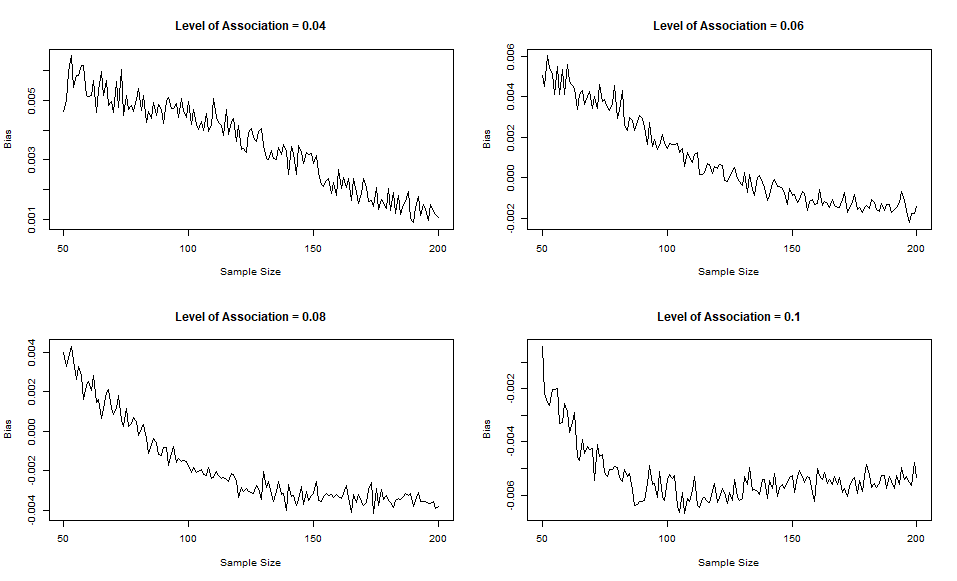 Level of Association = 0.04
Bias
0.005
0.003
0.001
50 100 150 200
Sample Size
Level of Association = 0.06
Bias
0.006
0.004
0.002
0.000
-0.002
50 100 150 200
Sample Size
Level of Association = 0.08
Bias
0.004
0.002
0.000
-0.002
-0.004
50 100 150 200
Sample Size
Level of Association = 0.1
Bias
-0.002
-0.004
-0.006
50 100 150 200
Sample Size